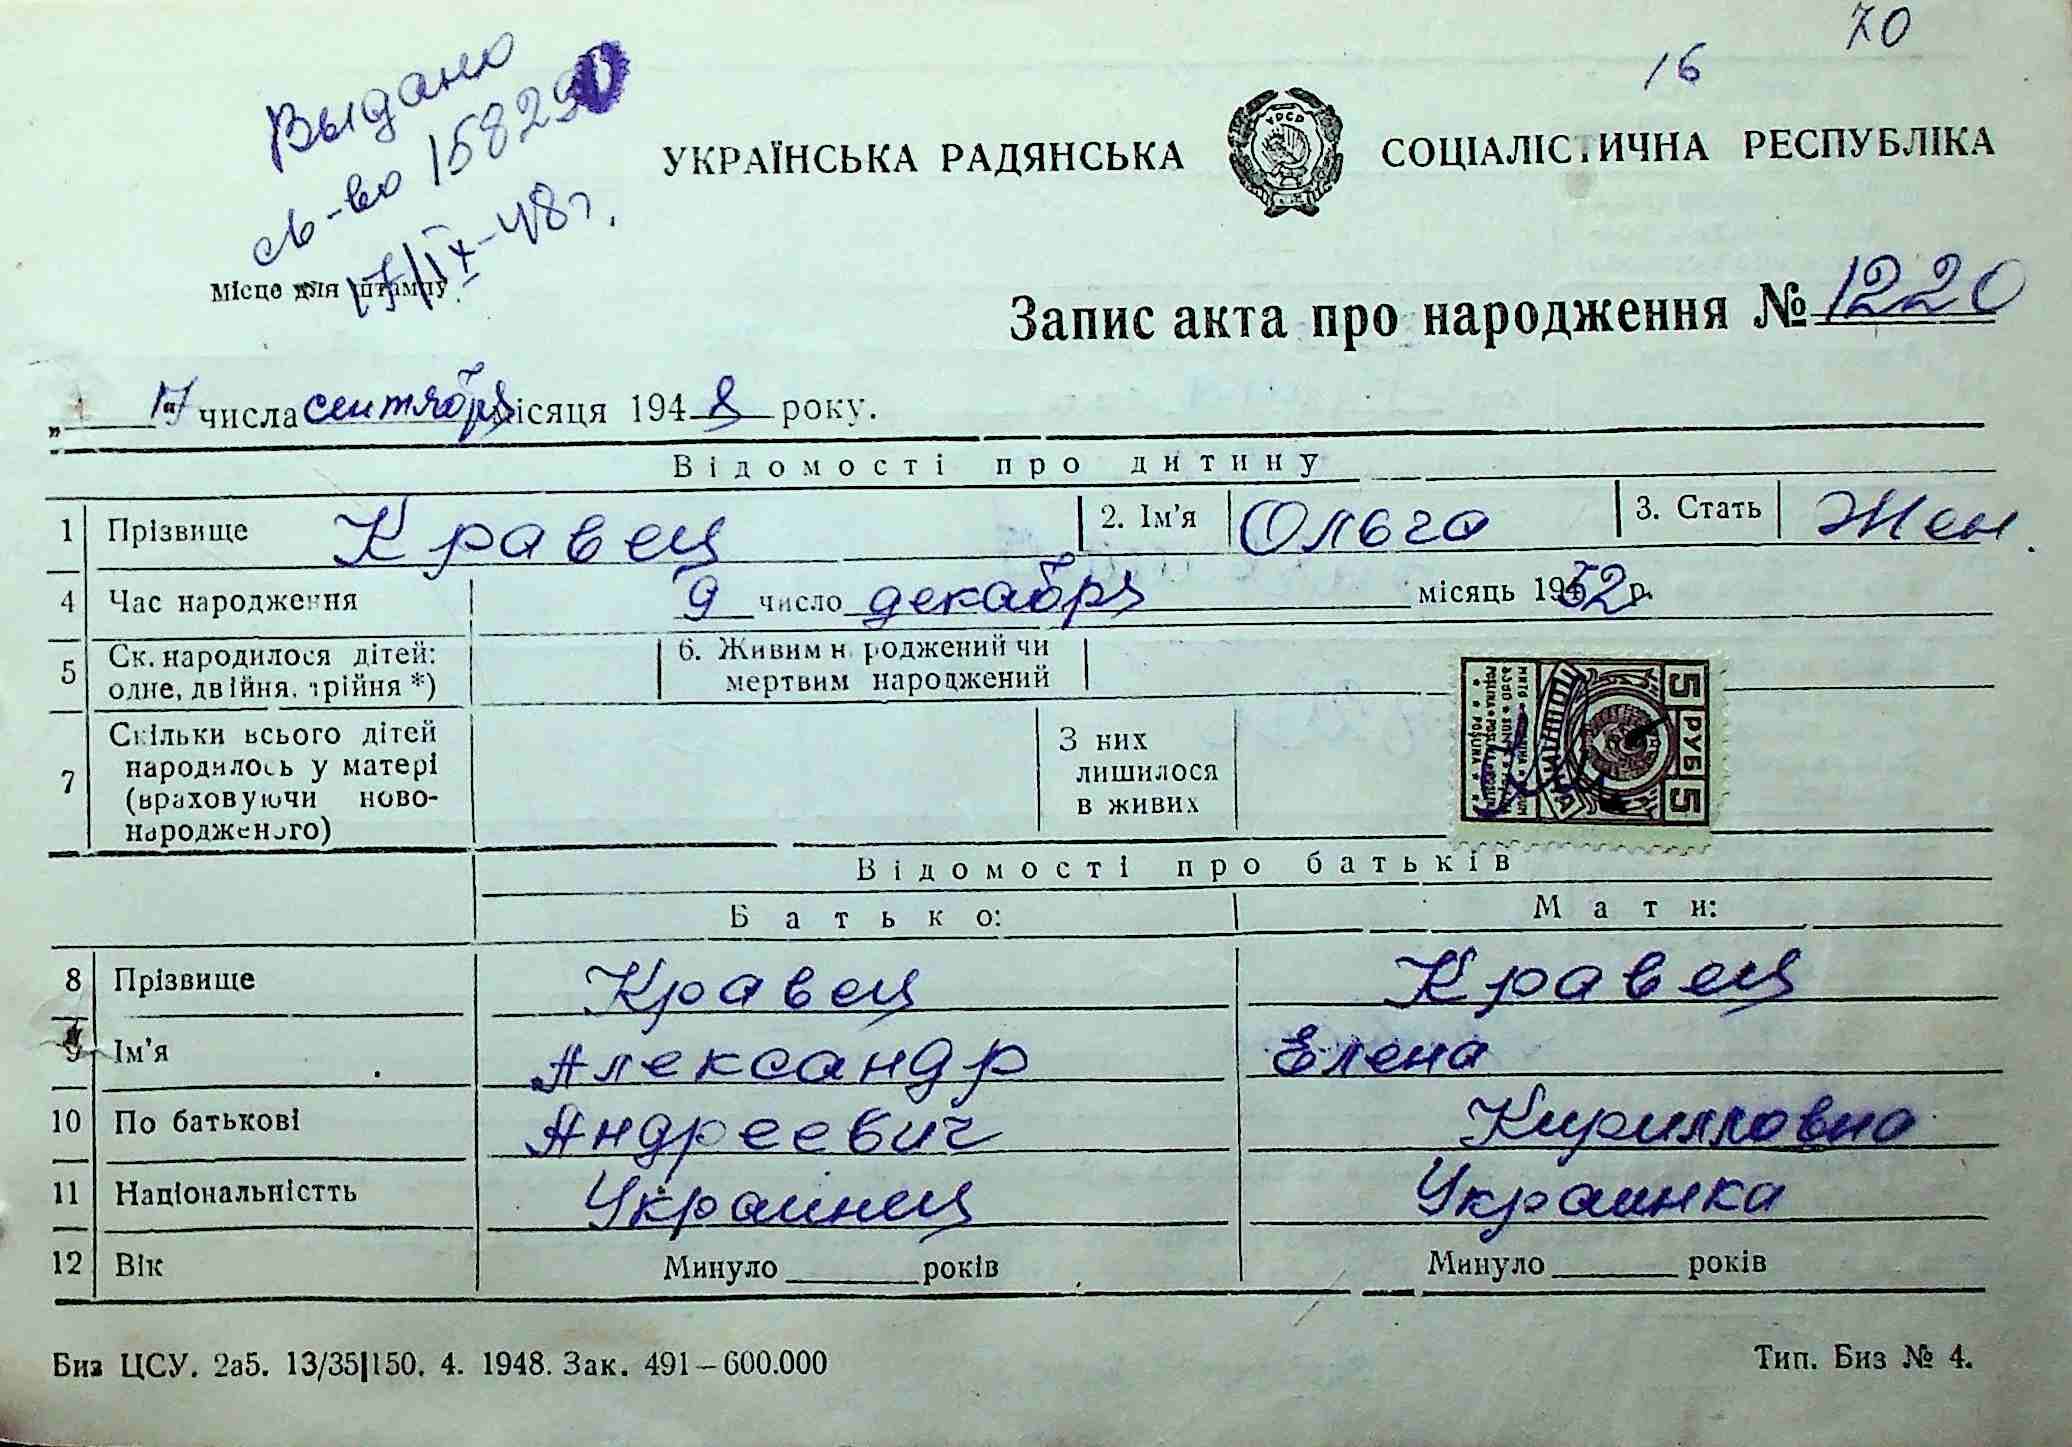 70
16
Выдано
св-во 158290
17/IX-48г.
УКРАЇНСЬКА РАДЯНСЬКА СОЦІАЛІСТИЧНА РЕСПУБЛІКА
УРСР
Місце для штампу
Запис акта про народження № 1220
„ 17 " числа сентября місяця 1948 року.
Відомості про дитину
1 Прізвище Кравец 2. Ім'я Ольга 3. Стать Жен.
4 Час народження 9 число декабря місяць 1952 р.
5 Ск. народилося дітей: одне, двійня, трійня *) 6. Живим народжений чи мертвим народжений
7 Скільки всього дітей народилось у матері (враховуючи новонародженого) З них лишилося в живих
5 РУБ 5
Відомості про батьків
Батько: Мати:
8 Прізвище Кравец Кравец
9 Ім'я Александр Елена
10 По батькові Андреевич Кирилловна
11 Національністть Украинец Украинка
12 Вік Минуло ______ років Минуло ______ років
Биз ЦСУ. 2а5. 13/35|150. 4. 1948. Зак. 491–600.000 Тип. Биз № 4.